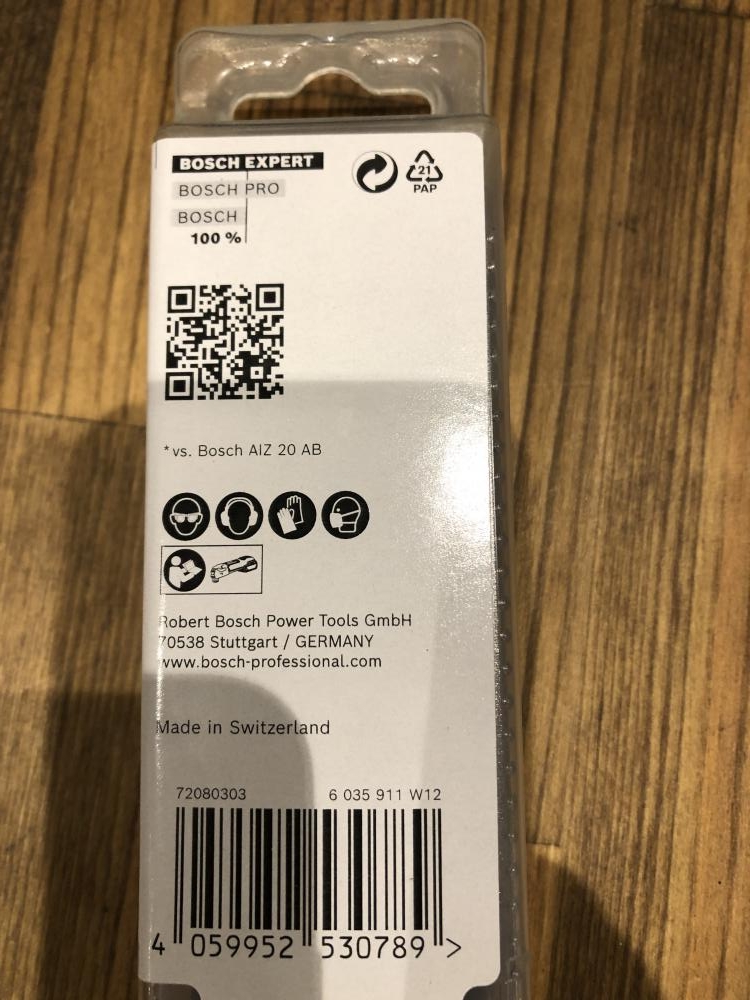 BOSCH EXPERT
BOSCH PRO
BOSCH
100 %
21
PAP
*vs. Bosch AIZ 20 AB
Robert Bosch Power Tools GmbH
70538 Stuttgart / GERMANY
www.bosch-professional.com
Made in Switzerland
72080303 6 035 911 W12
4 059952 530789 >